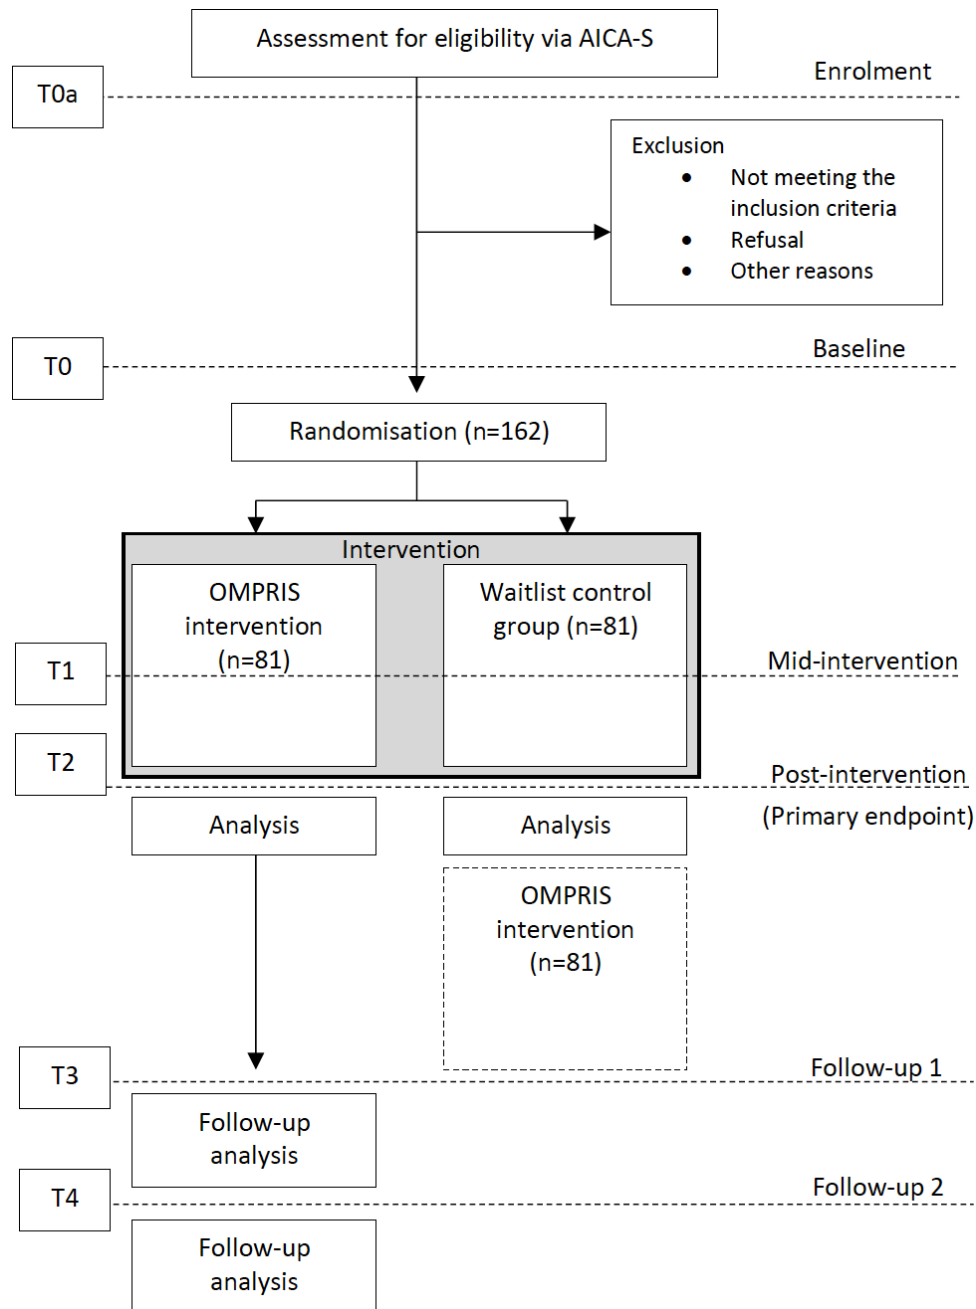 Assessment for eligibility via AICA-S
Enrolment
T0a
Exclusion
• Not meeting the
inclusion criteria
• Refusal
• Other reasons
Baseline
T0
Randomisation (n=162)
Intervention
OMPRIS
intervention
(n=81)
Waitlist control
group (n=81)
T1
Mid-intervention
T2
Post-intervention
(Primary endpoint)
Analysis
Analysis
OMPRIS
intervention
(n=81)
T3
Follow-up 1
Follow-up
analysis
T4
Follow-up 2
Follow-up
analysis